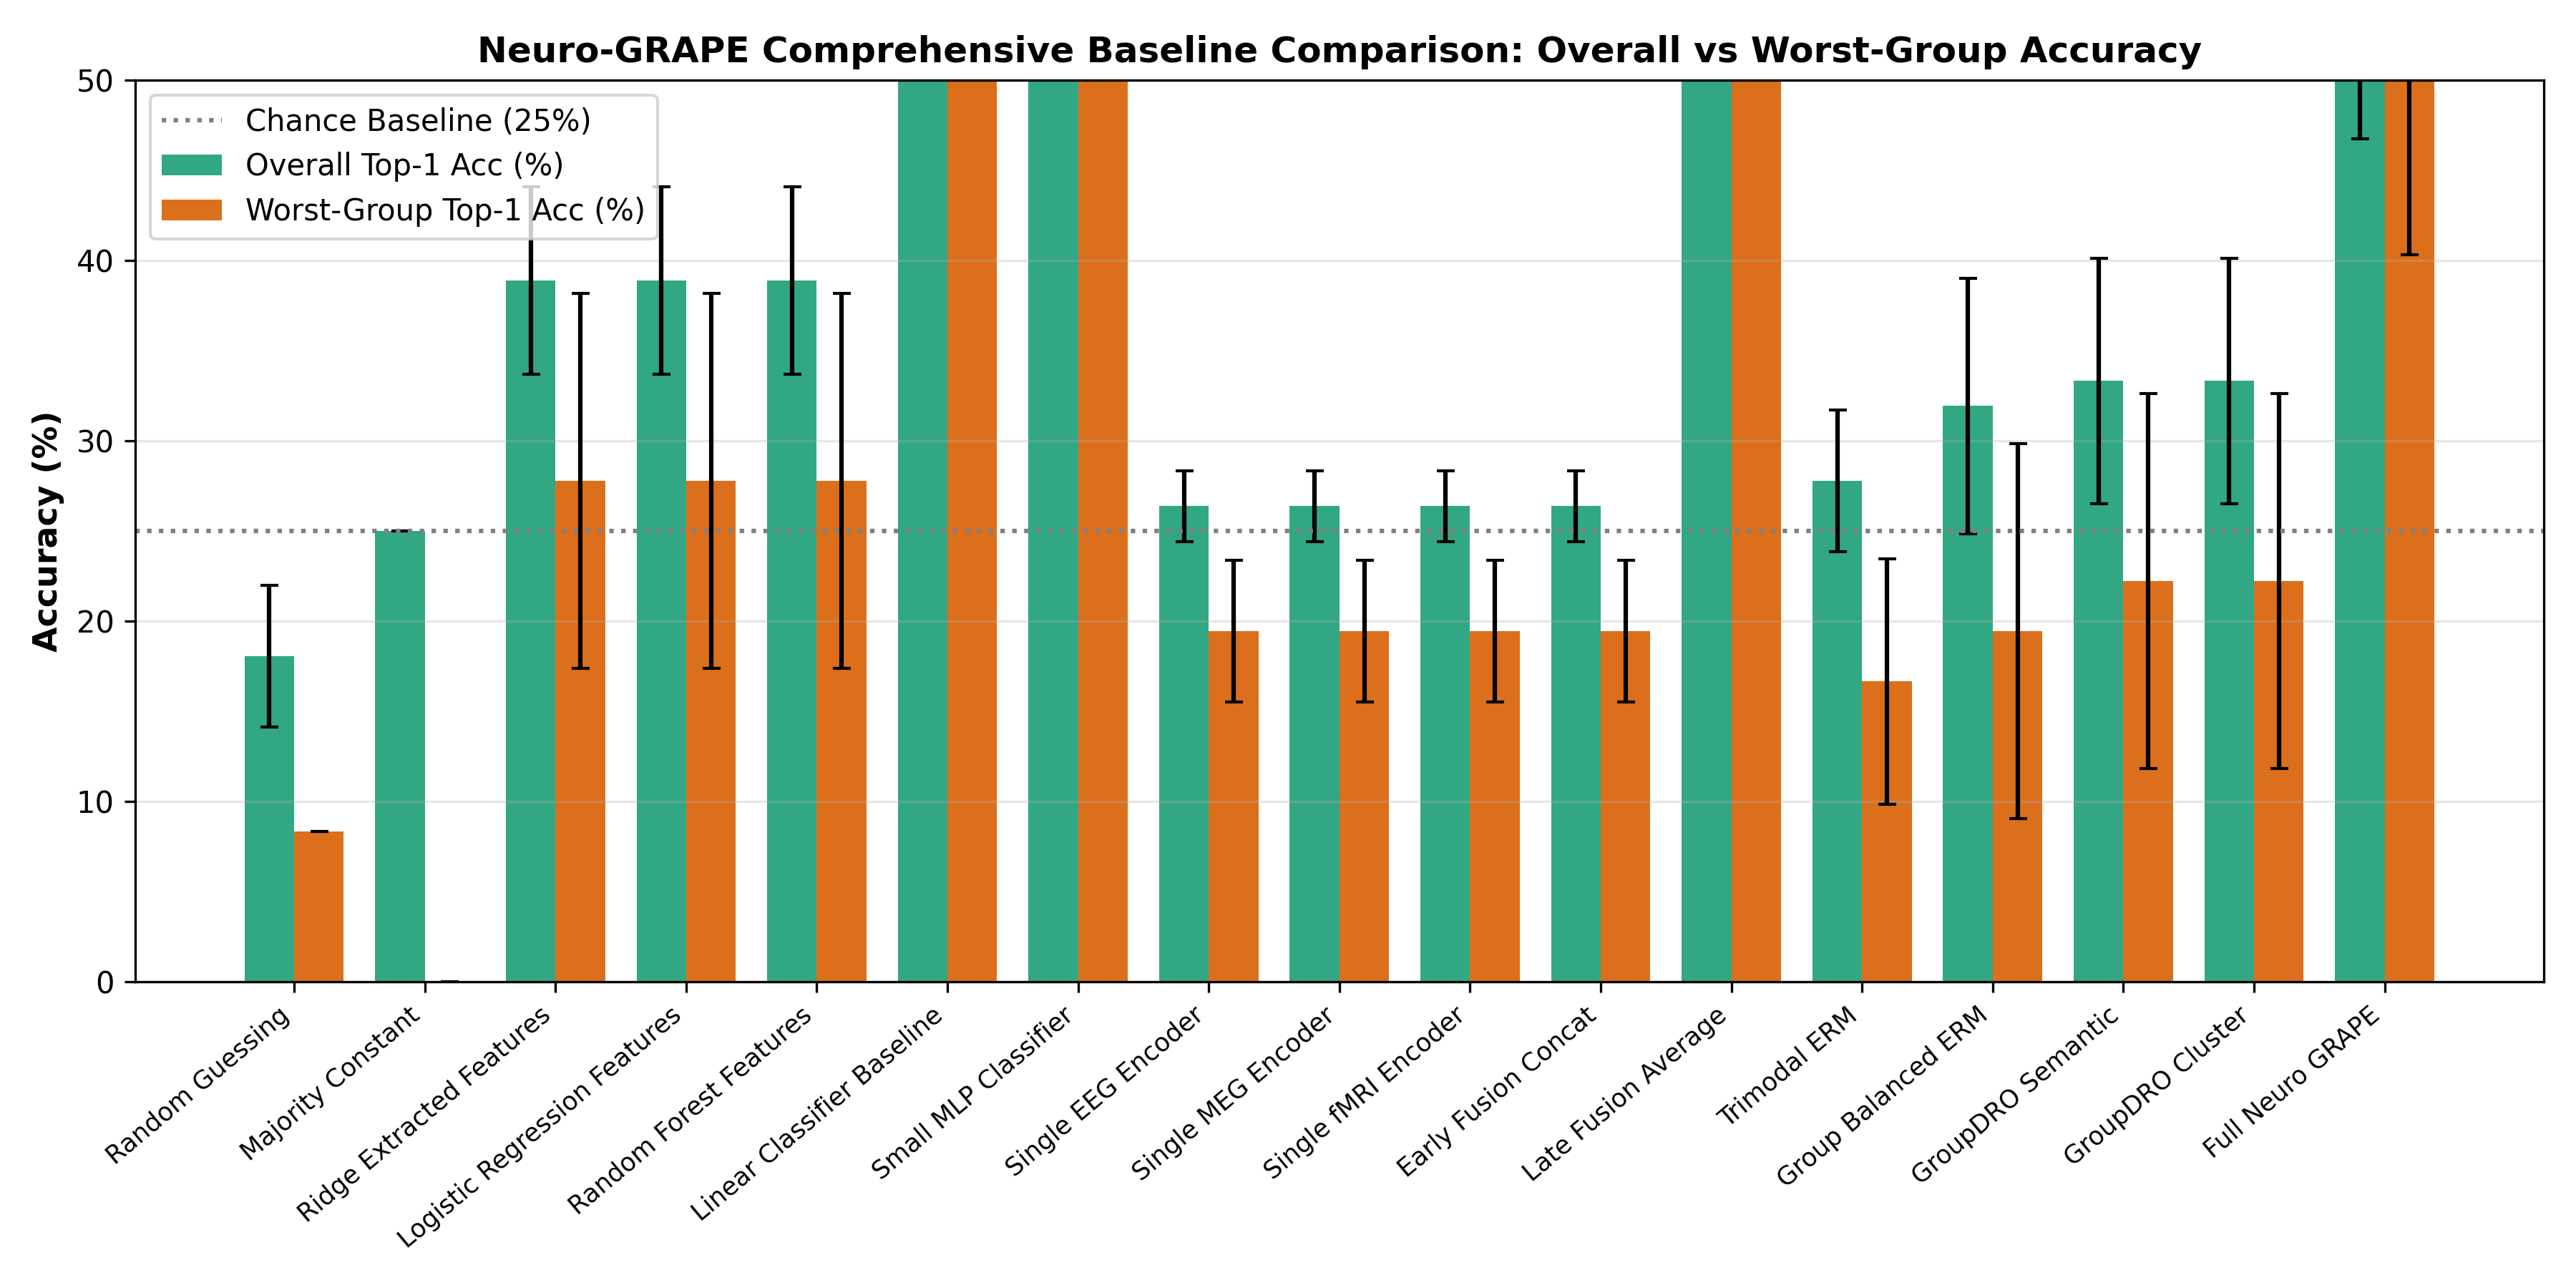 Neuro-GRAPE Comprehensive Baseline Comparison: Overall vs Worst-Group Accuracy
Accuracy (%)
50
40
30
20
10
0
Chance Baseline (25%)
Overall Top-1 Acc (%)
Worst-Group Top-1 Acc (%)
Random Guessing
Majority Constant
Ridge Extracted Features
Logistic Regression Features
Random Forest Features
Linear Classifier Baseline
Small MLP Classifier
Single EEG Encoder
Single MEG Encoder
Single fMRI Encoder
Early Fusion Concat
Late Fusion Average
Trimodal ERM
Group Balanced ERM
GroupDRO Semantic
GroupDRO Cluster
Full Neuro GRAPE